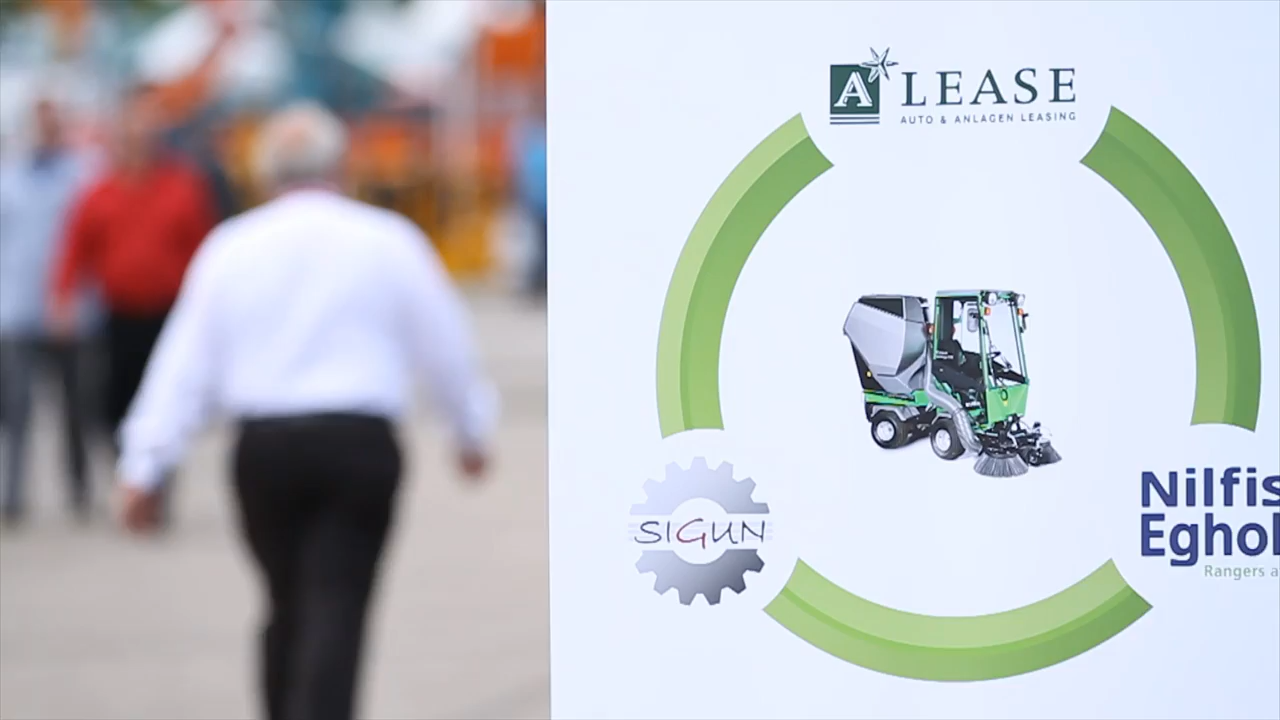 A LEASE
AUTO & ANLAGEN LEASING
SIGUN
Nilfis
Eghol
Rangers a